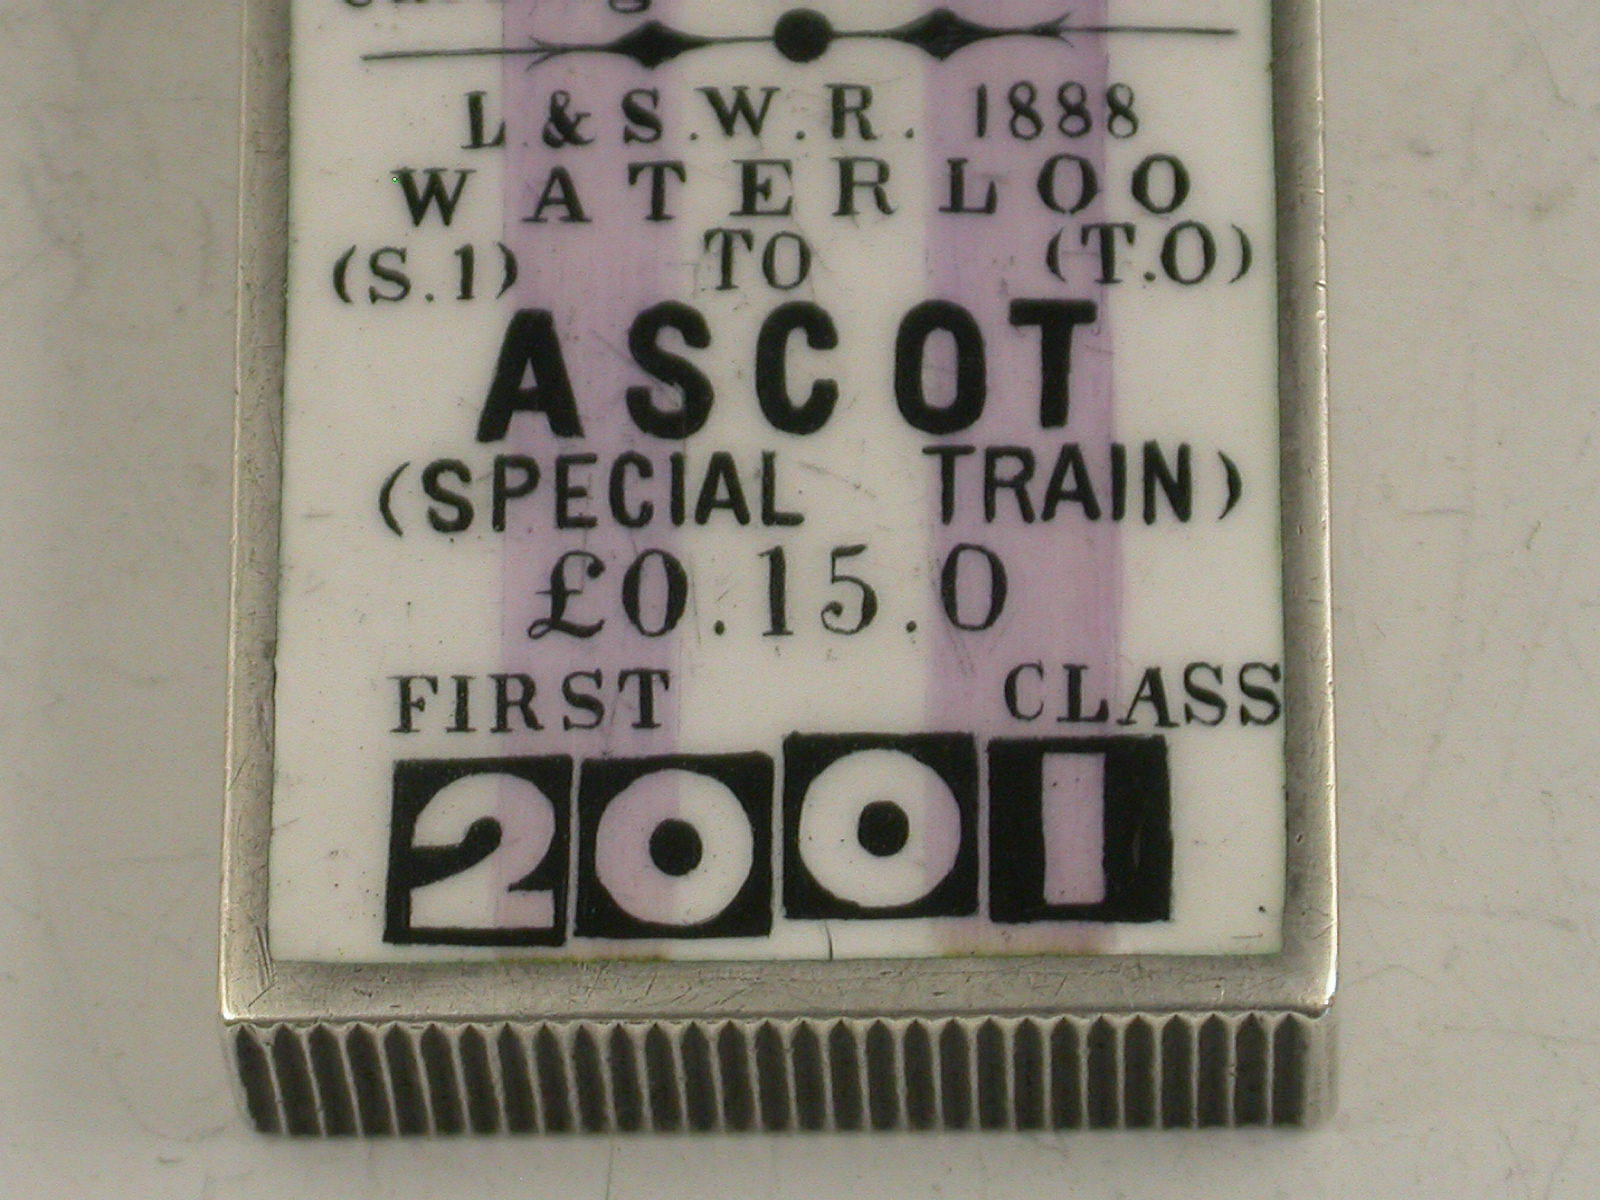 L.&S.W.R. 1888
WATERLOO
(S.1) TO (T.O)
ASCOT
(SPECIAL TRAIN)
£0.15.0
FIRST CLASS
2001